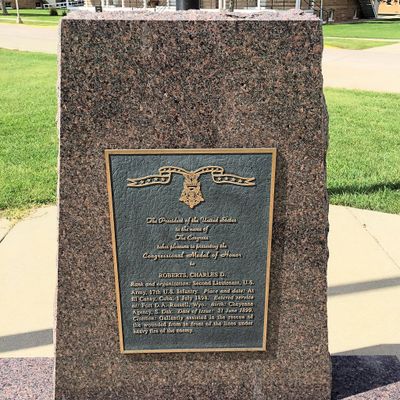 The President of the United States
in the name of
The Congress
takes pleasure in presenting the
Congressional Medal of Honor
to
ROBERTS, CHARLES D.
Rank and organization: Second Lieutenant, U.S.
Army, 17th U.S. Infantry. Place and date: At
El Caney, Cuba, 1 July 1898. Entered service
at: Fort D.A. Russell, Wyo. Birth: Cheyenne
Agency, S. Dak. Date of Issue: 21 June 1899.
Citation: Gallantly assisted in the rescue of
the wounded from in front of the lines under
heavy fire of the enemy.